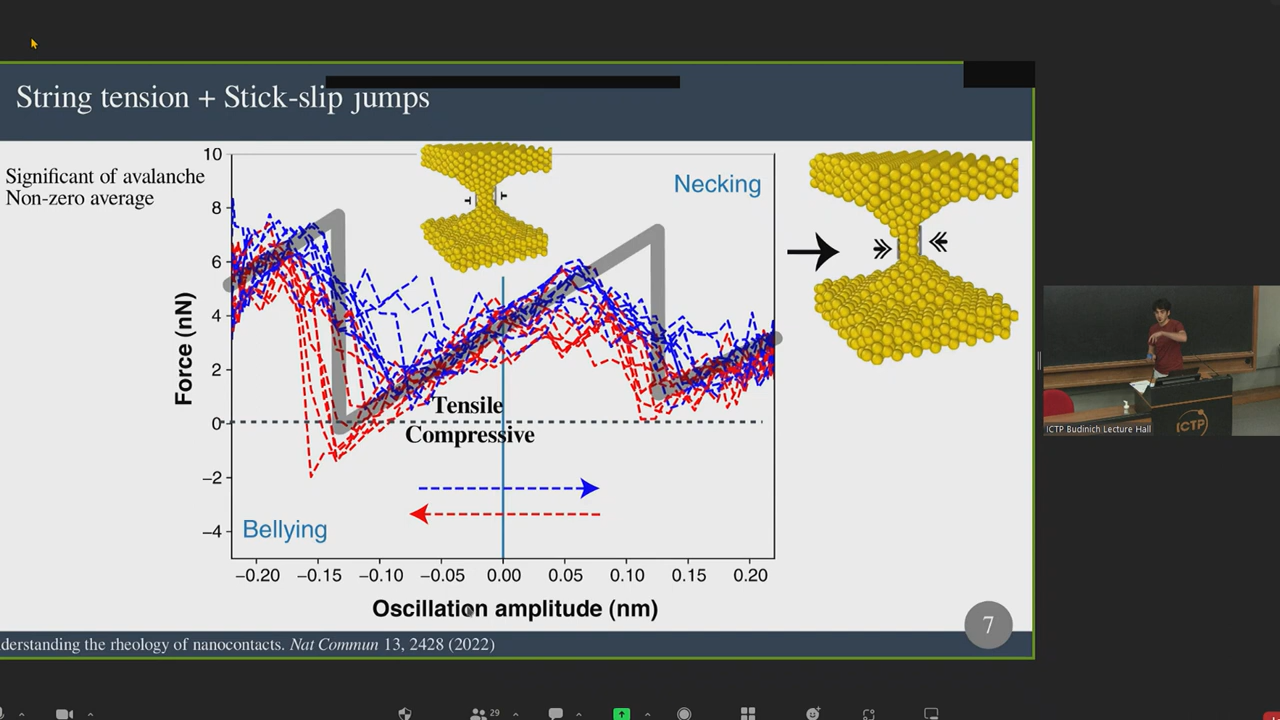 String tension + Stick-slip jumps
Significant of avalanche
Non-zero average
10
8
6
4
2
0
−2
−4
Force (nN)
Necking
Tensile
Compressive
Bellying
−0.20 −0.15 −0.10 −0.05 0.00 0.05 0.10 0.15 0.20
Oscillation amplitude (nm)
7
derstanding the rheology of nanocontacts. Nat Commun 13, 2428 (2022)
ICTP
ICTP Budinich Lecture Hall
29